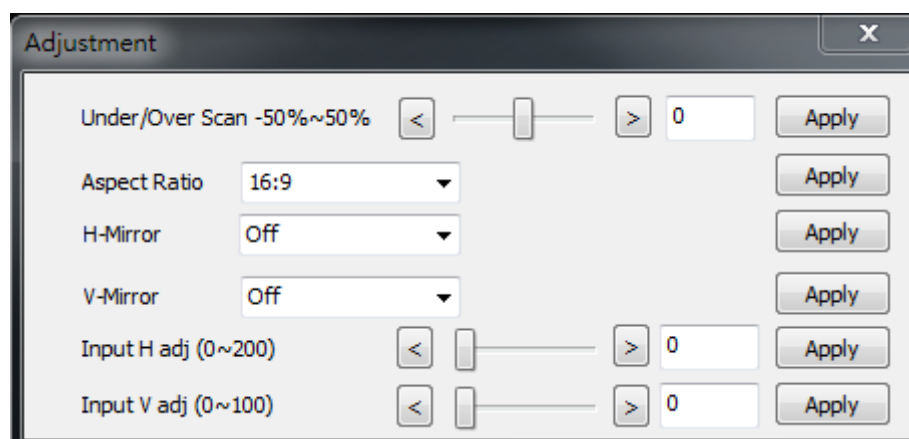 Adjustment x
Under/Over Scan -50%~50% < > 0 Apply
Aspect Ratio 16:9 Apply
H-Mirror Off Apply
V-Mirror Off Apply
Input H adj (0~200) < > 0 Apply
Input V adj (0~100) < > 0 Apply